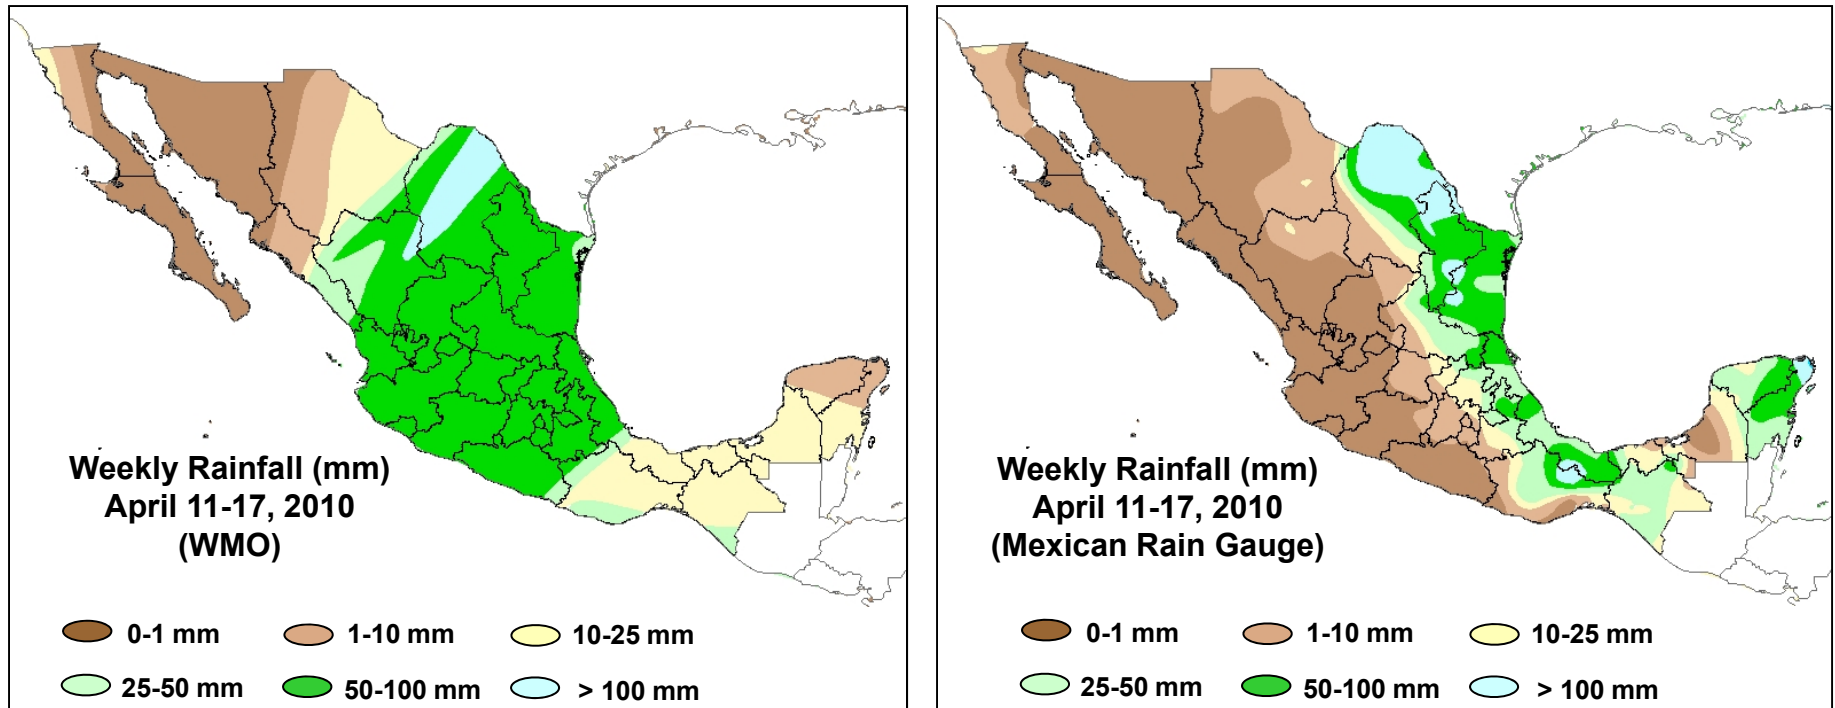 Weekly Rainfall (mm)
April 11-17, 2010
(WMO)
0-1 mm
1-10 mm
10-25 mm
25-50 mm
50-100 mm
> 100 mm
Weekly Rainfall (mm)
April 11-17, 2010
(Mexican Rain Gauge)
0-1 mm
1-10 mm
10-25 mm
25-50 mm
50-100 mm
> 100 mm